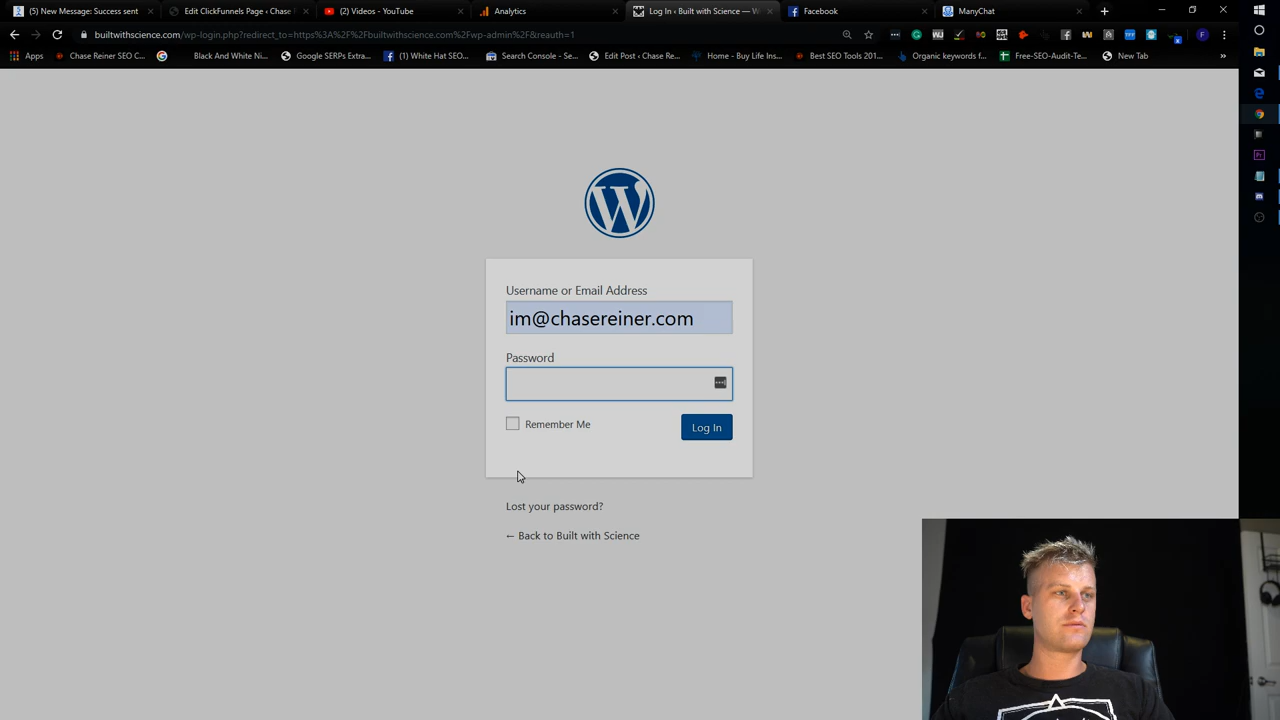 (5) New Message: Success sent
Edit ClickFunnels Page ‹ Chase
(2) Videos - YouTube
Analytics
Log In ‹ Built with Science — W
Facebook
ManyChat
builtwithscience.com/wp-login.php?redirect_to=https%3A%2F%2Fbuiltwithscience.com%2Fwp-admin%2F&reauth=1
Apps
Chase Reiner SEO C...
Black And White Ni...
Google SERPs Extra...
(1) White Hat SEO...
Search Console - Se...
Edit Post ‹ Chase Re...
Home - Buy Life Ins...
Best SEO Tools 201...
Organic keywords f...
Free-SEO-Audit-Te...
New Tab
Username or Email Address
im@chasereiner.com
Password
Remember Me
Log In
Lost your password?
← Back to Built with Science